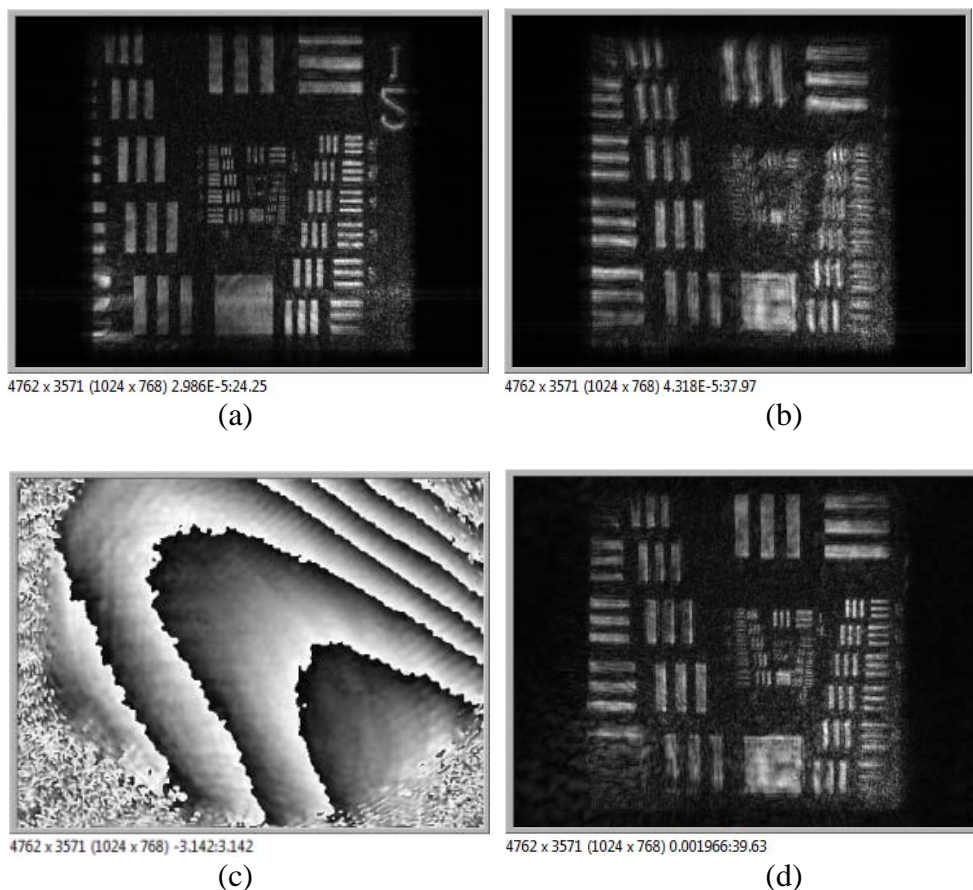 1
5
4762 x 3571 (1024 x 768) 2.986E-5:24.25
4762 x 3571 (1024 x 768) 4.318E-5:37.97
(a)
(b)
4762 x 3571 (1024 x 768) -3.142:3.142
4762 x 3571 (1024 x 768) 0.001966:39.63
(c)
(d)